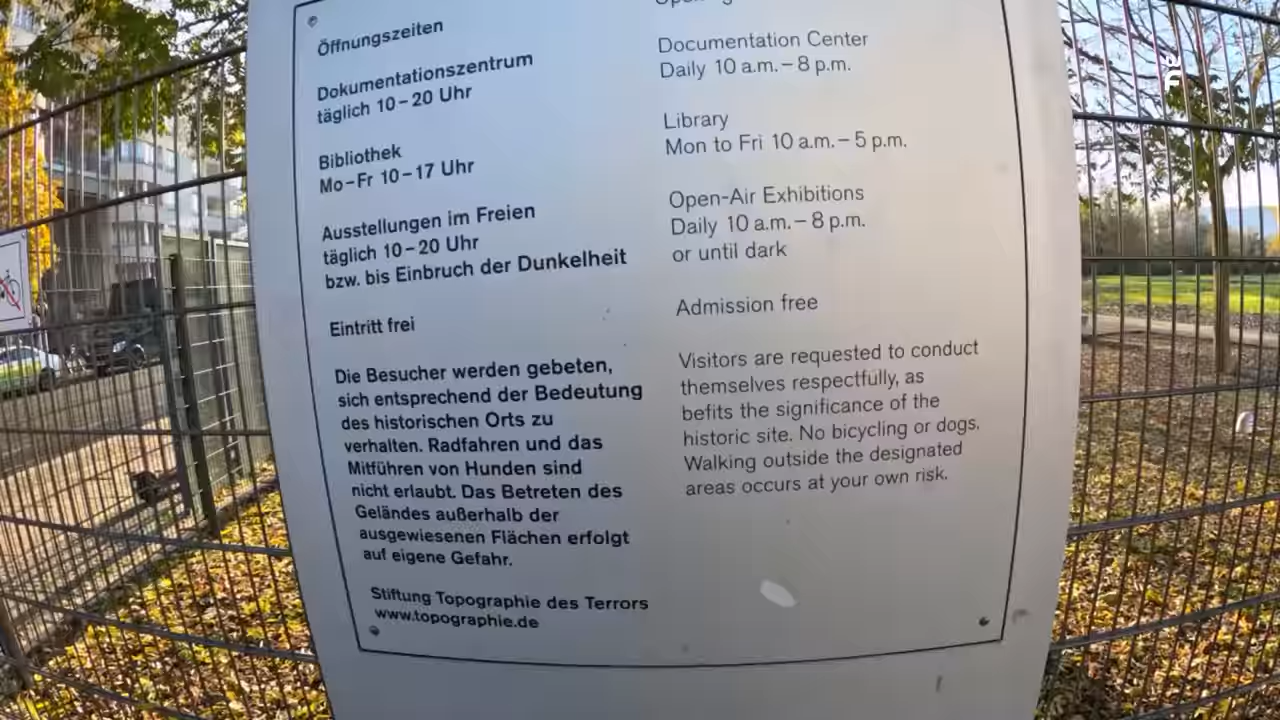 Öffnungszeiten
Dokumentationszentrum
täglich 10 – 20 Uhr
Bibliothek
Mo – Fr 10 – 17 Uhr
Ausstellungen im Freien
täglich 10 – 20 Uhr
bzw. bis Einbruch der Dunkelheit
Eintritt frei
Die Besucher werden gebeten,
sich entsprechend der Bedeutung
des historischen Orts zu
verhalten. Radfahren und das
Mitführen von Hunden sind
nicht erlaubt. Das Betreten des
Geländes außerhalb der
ausgewiesenen Flächen erfolgt
auf eigene Gefahr.
Stiftung Topographie des Terrors
www.topographie.de
Documentation Center
Daily 10 a.m. – 8 p.m.
Library
Mon to Fri 10 a.m. – 5 p.m.
Open-Air Exhibitions
Daily 10 a.m. – 8 p.m.
or until dark
Admission free
Visitors are requested to conduct
themselves respectfully, as
befits the significance of the
historic site. No bicycling or dogs.
Walking outside the designated
areas occurs at your own risk.